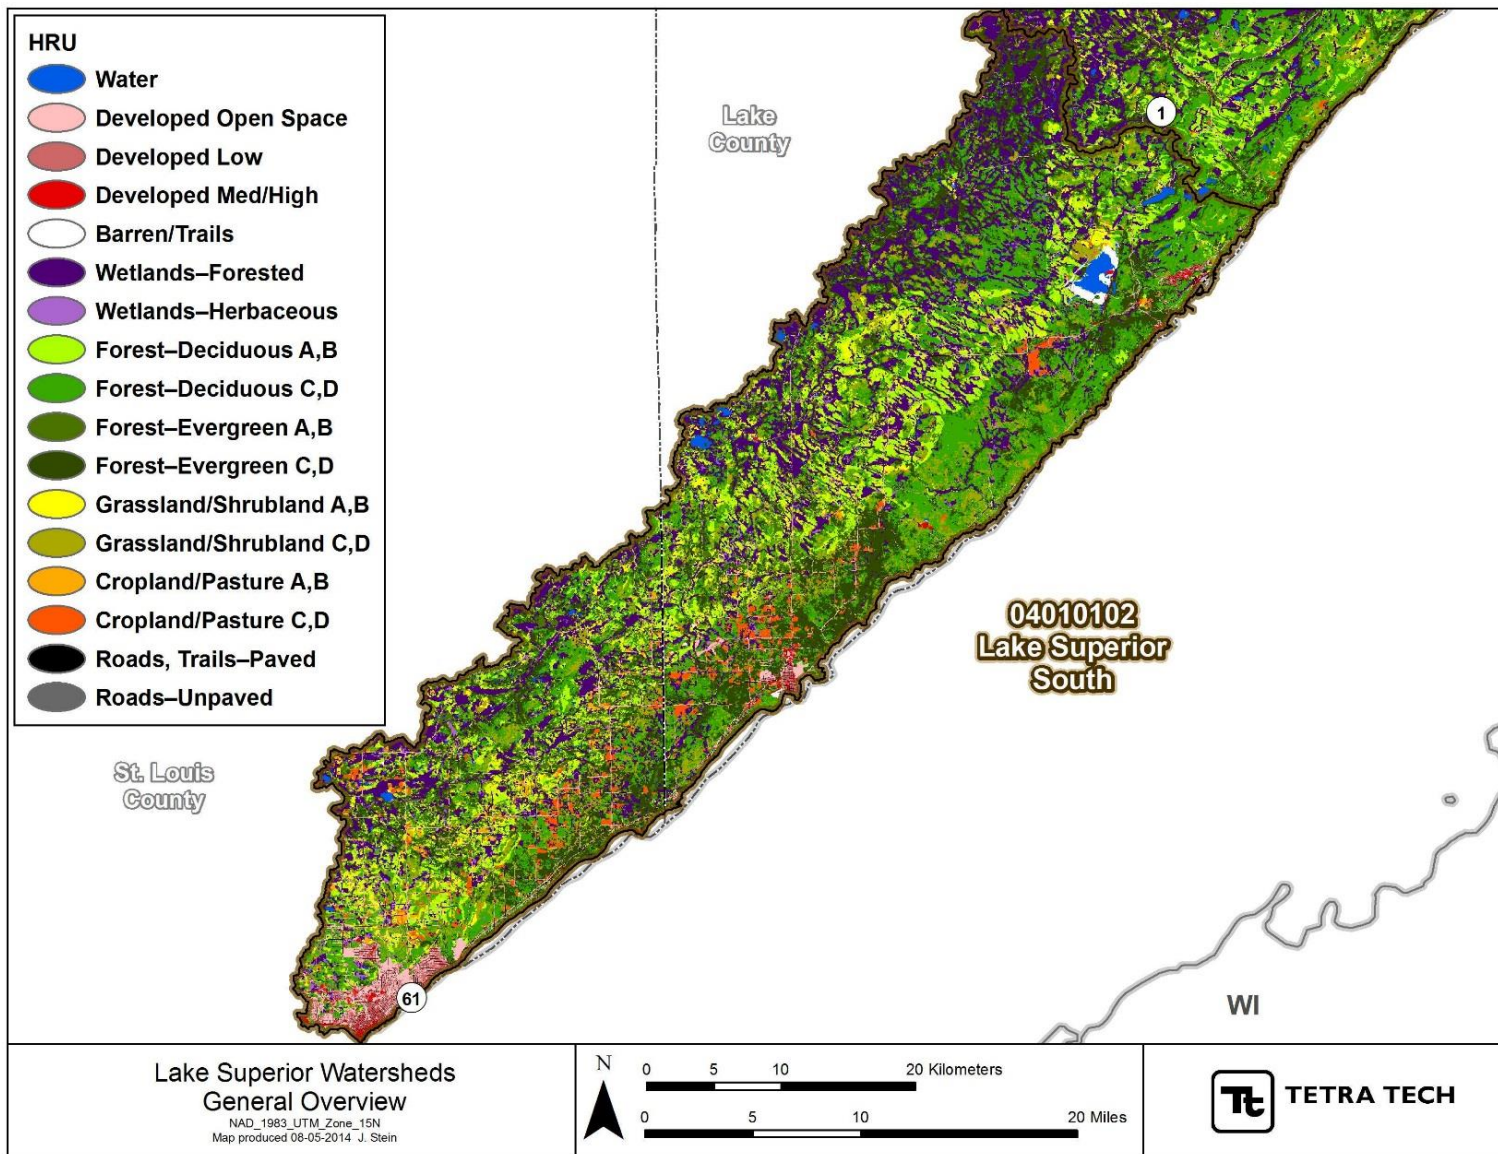 HRU
Water
Developed Open Space
Developed Low
Developed Med/High
Barren/Trails
Wetlands–Forested
Wetlands–Herbaceous
Forest–Deciduous A,B
Forest–Deciduous C,D
Forest–Evergreen A,B
Forest–Evergreen C,D
Grassland/Shrubland A,B
Grassland/Shrubland C,D
Cropland/Pasture A,B
Cropland/Pasture C,D
Roads, Trails–Paved
Roads–Unpaved
Lake
County
1
04010102
Lake Superior
South
St. Louis
County
61
WI
Lake Superior Watersheds
General Overview
NAD_1983_UTM_Zone_15N
Map produced 08-05-2014 J. Stein
N
0 5 10 20 Kilometers
0 5 10 20 Miles
Tt TETRA TECH